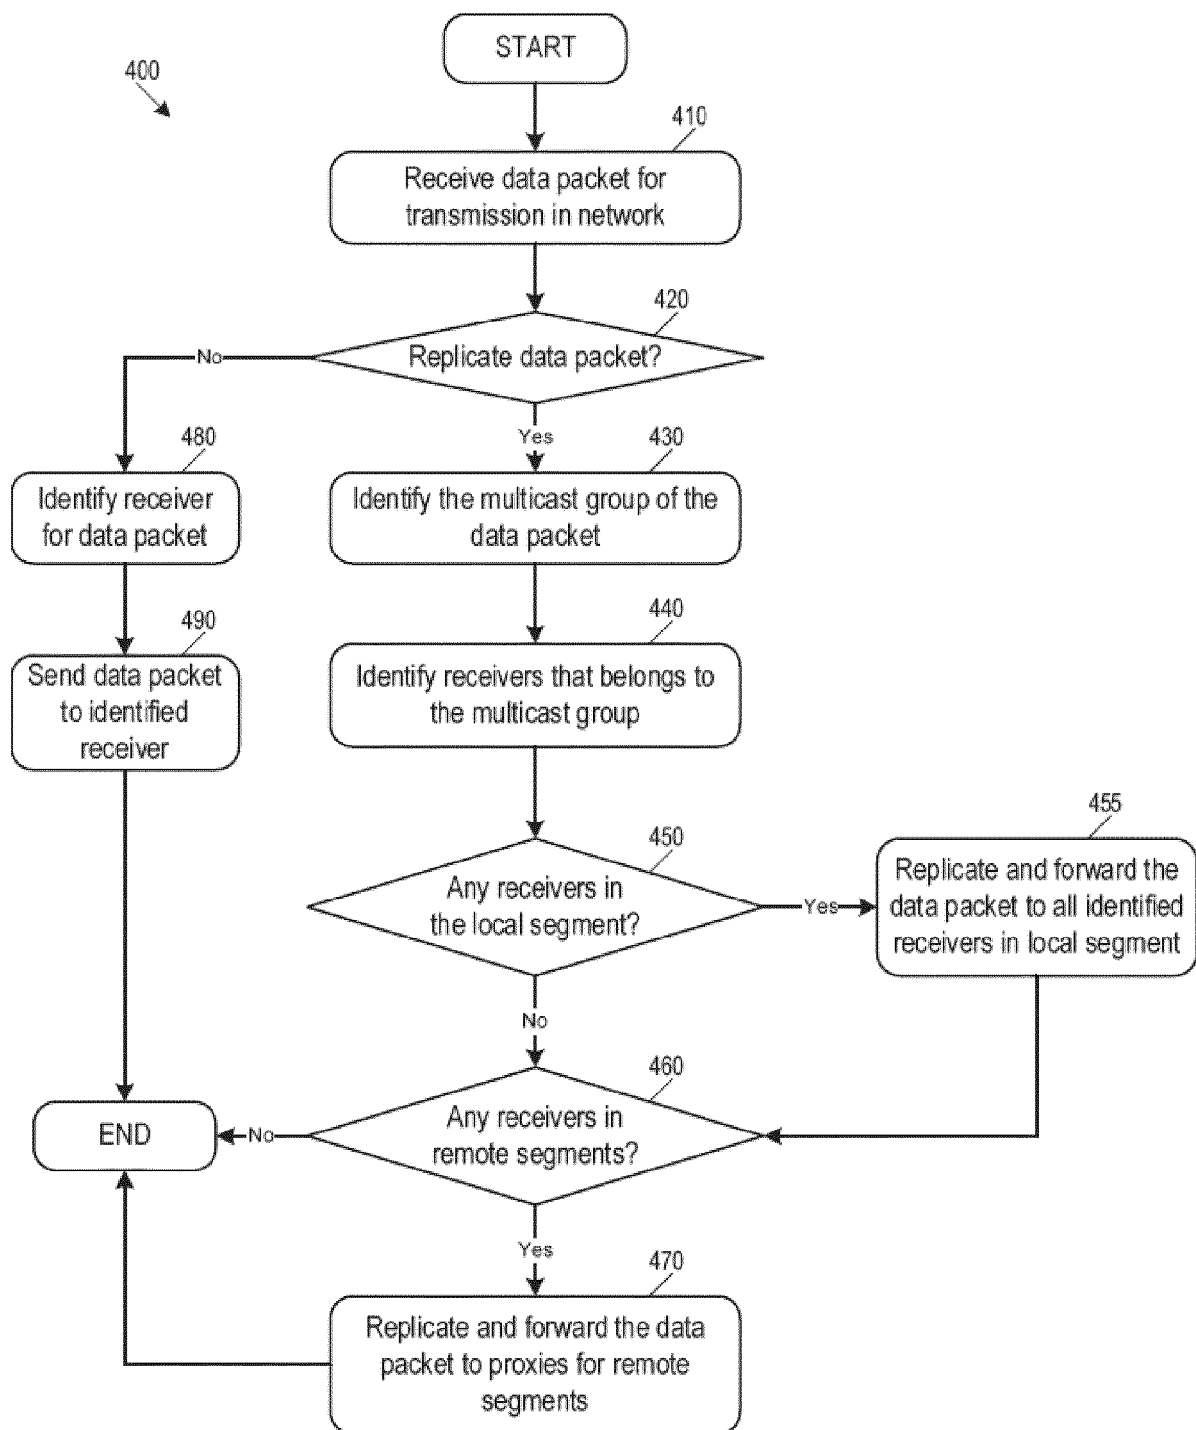 START
400
410
Receive data packet for
transmission in network
420
Replicate data packet?
No
Yes
480
430
Identify receiver
for data packet
Identify the multicast group of the
data packet
490
440
Send data packet
to identified
receiver
Identify receivers that belongs to
the multicast group
450
455
Any receivers in
the local segment?
Yes
Replicate and forward the
data packet to all identified
receivers in local segment
No
460
END
No
Any receivers in
remote segments?
Yes
470
Replicate and forward the data
packet to proxies for remote
segments